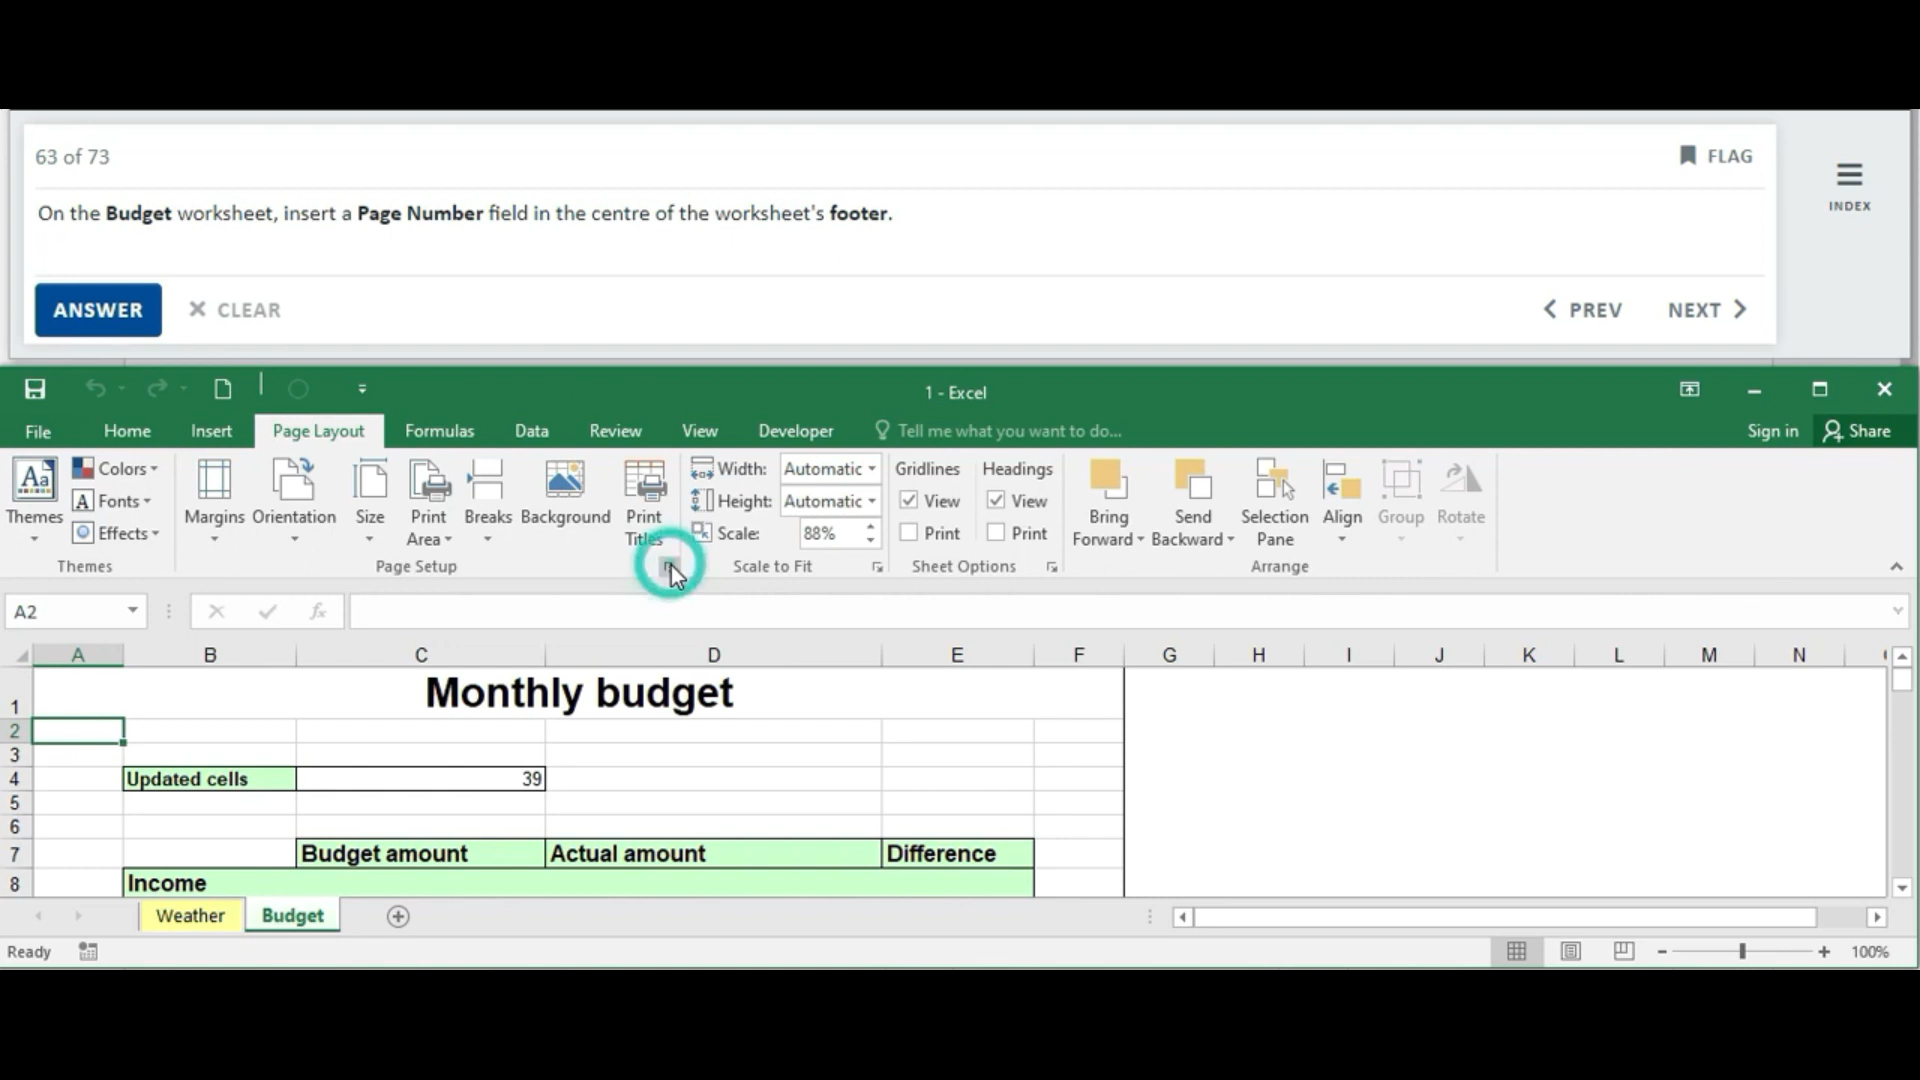 63 of 73
FLAG
INDEX
On the Budget worksheet, insert a Page Number field in the centre of the worksheet's footer.
ANSWER
CLEAR
PREV
NEXT
1 - Excel
File Home Insert Page Layout Formulas Data Review View Developer Tell me what you want to do... Sign in Share
Themes
Colors
Fonts
Effects
Themes
Margins
Orientation
Size
Print Area
Breaks
Background
Print Titles
Page Setup
Width: Automatic
Height: Automatic
Scale: 88%
Scale to Fit
Gridlines
View
Print
Headings
View
Print
Sheet Options
Bring Forward
Send Backward
Selection Pane
Align
Group
Rotate
Arrange
A2
fx
A B C D E F G H I J K L M N
1 Monthly budget
2
3
4 Updated cells 39
5
6
7 Budget amount Actual amount Difference
8 Income
Weather Budget
Ready
100%